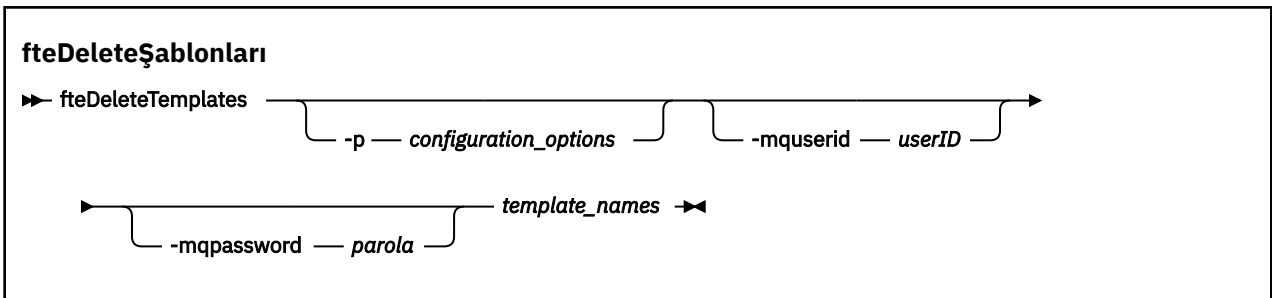 fteDeleteŞablonları
fteDeleteTemplates
-p configuration_options -mquserid userID
template_names
-mqpassword parola